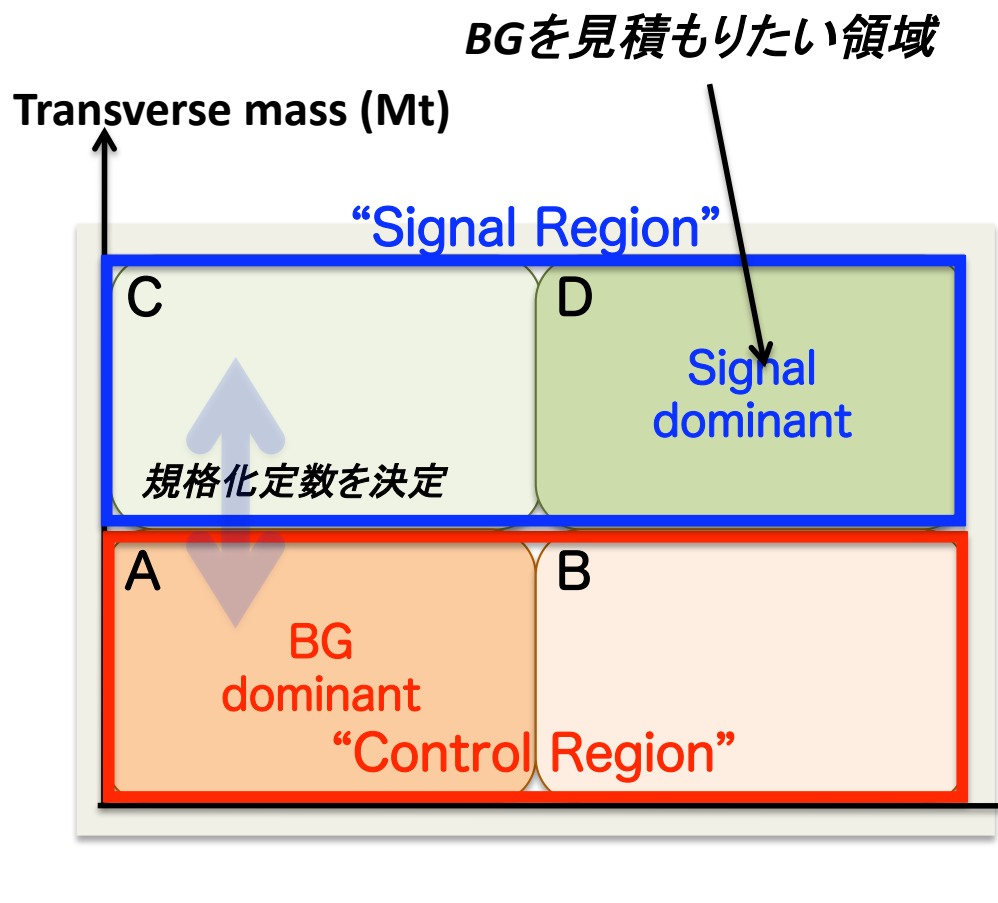 BGを見積もりたい領域
Transverse mass (Mt)
“Signal Region”
C
D
Signal
dominant
規格化定数を決定
A
B
BG
dominant
“Control Region”